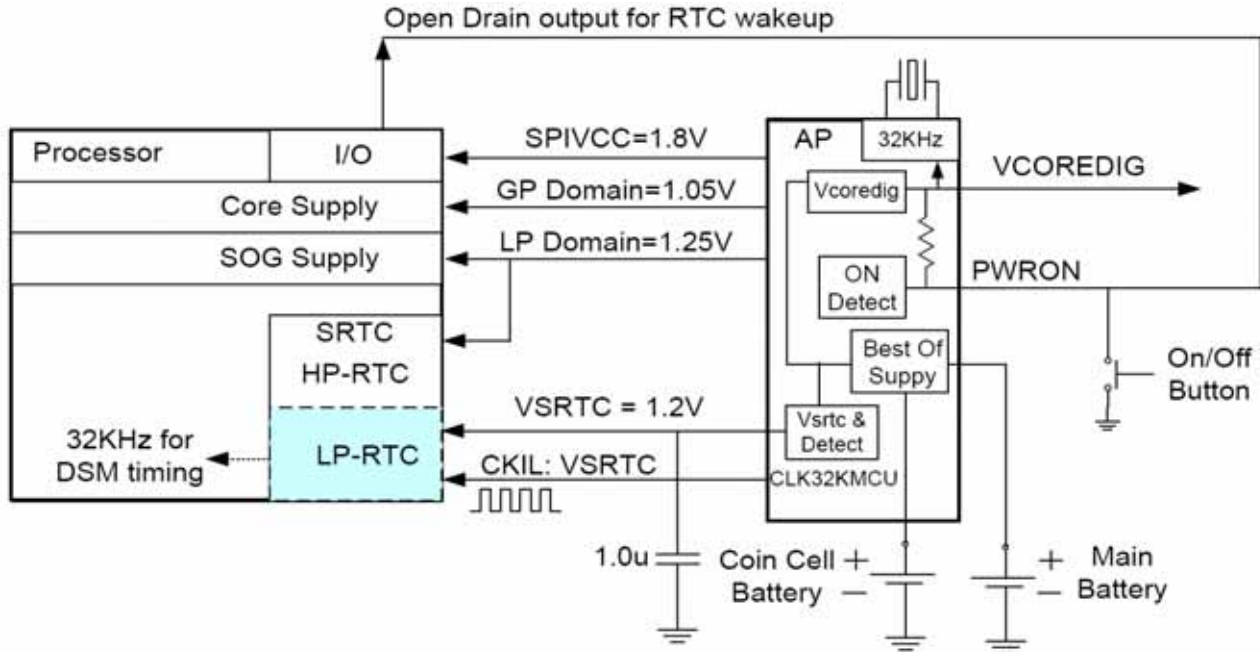 Open Drain output for RTC wakeup
Processor
I/O
Core Supply
SOG Supply
SRTC
HP-RTC
LP-RTC
32KHz for
DSM timing
SPIVCC=1.8V
GP Domain=1.05V
LP Domain=1.25V
VSRTC = 1.2V
CKIL: VSRTC
1.0u
AP
32KHz
Vcoredig
ON
Detect
Best Of
Suppy
Vsrtc &
Detect
CLK32KMCU
VCOREDIG
PWRON
On/Off
Button
Coin Cell
Battery
+
−
+
−
Main
Battery